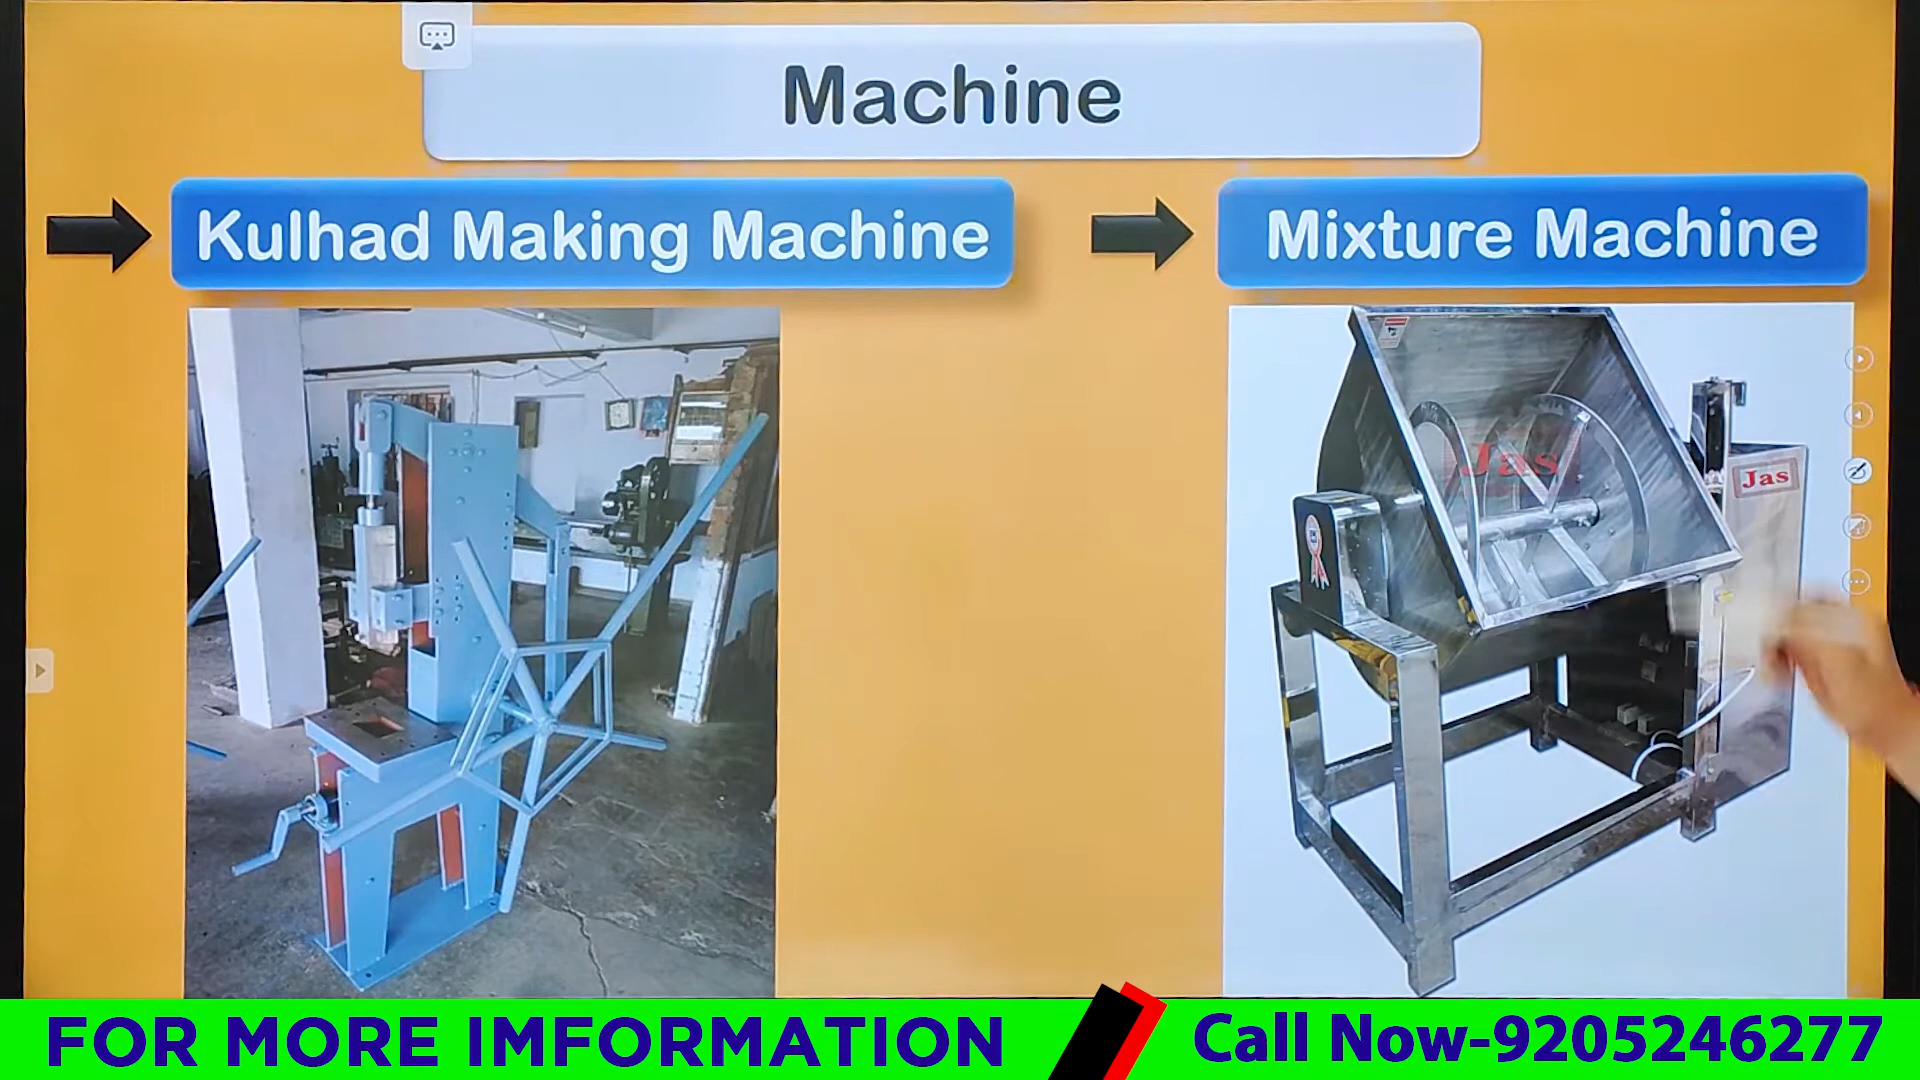 Machine
Kulhad Making Machine
Mixture Machine
Jas
Jas
FOR MORE IMFORMATION
Call Now-9205246277